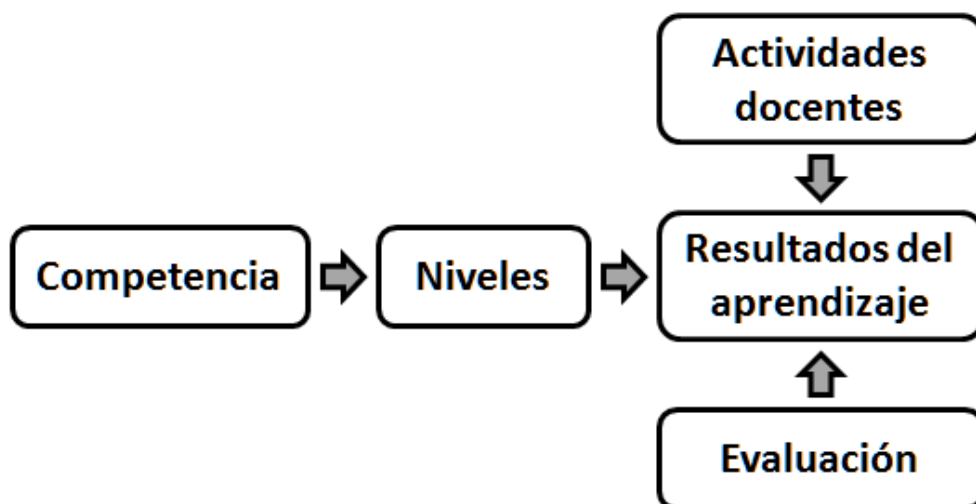 Actividades
docentes
Competencia
Niveles
Resultados del
aprendizaje
Evaluación